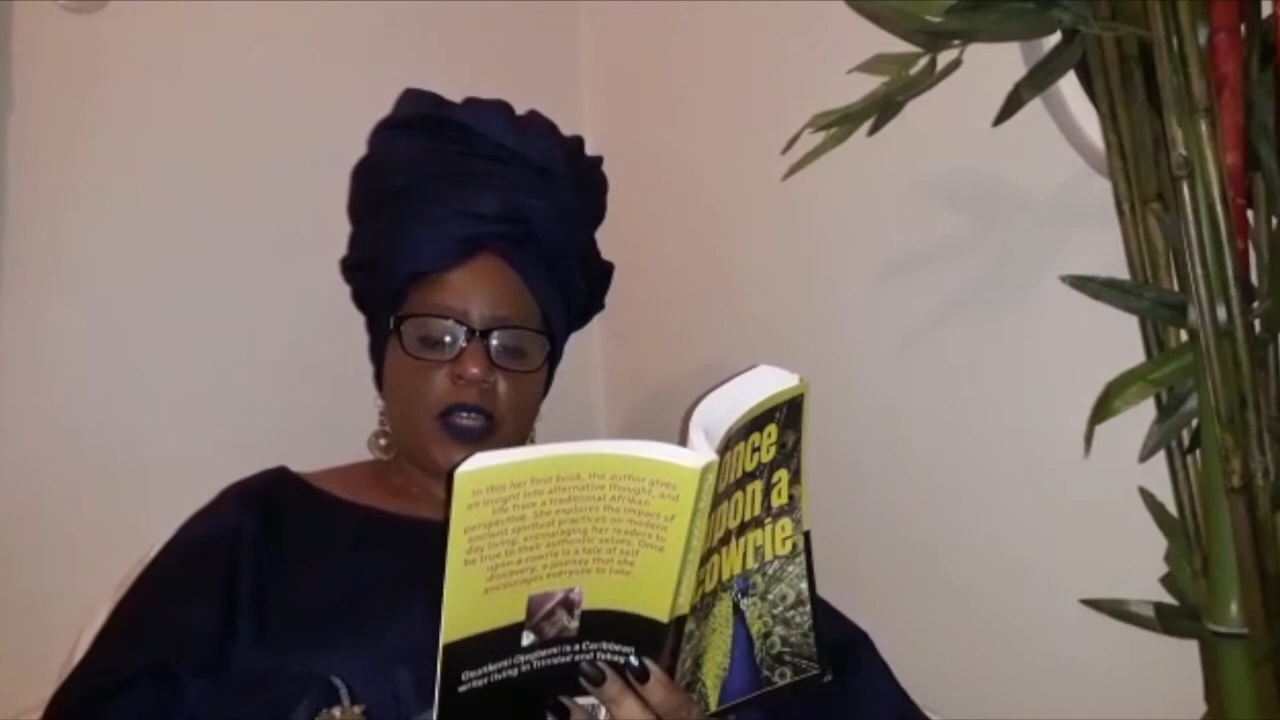 In this her first book, the author gives
an insight into alternative thought, and
life from a traditional Afrikan
perspective. She explores the impact of
ancient spiritual practices on modern
day living, encouraging her readers to
be true to their authentic selves. Once
upon a cowrie is a tale of self
discovery, a journey that she
encourages everyone to take.
Osunkemi Ojegbemi is a Caribbean
writer living in Trinidad and Tobago
once
upon a
cowrie